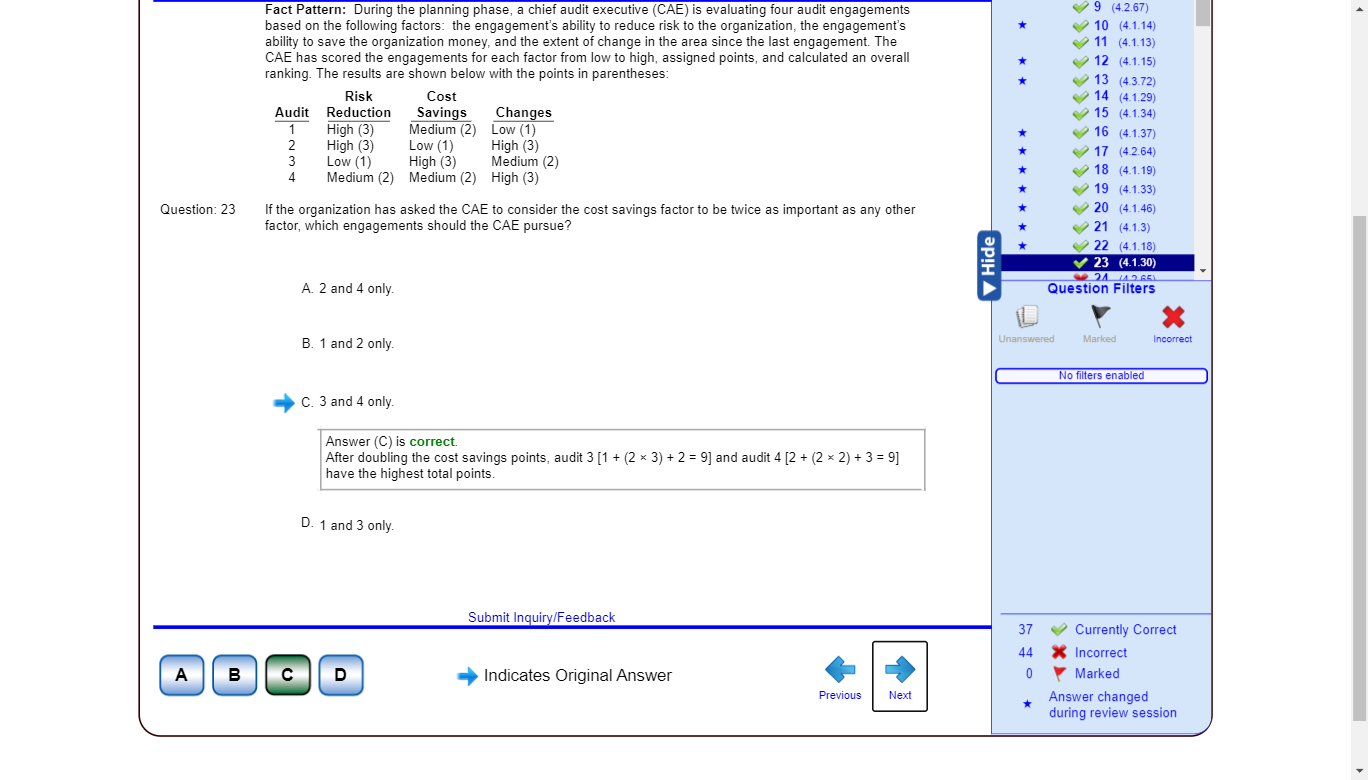 Fact Pattern: During the planning phase, a chief audit executive (CAE) is evaluating four audit engagements
based on the following factors: the engagement's ability to reduce risk to the organization, the engagement's
ability to save the organization money, and the extent of change in the area since the last engagement. The
CAE has scored the engagements for each factor from low to high, assigned points, and calculated an overall
ranking. The results are shown below with the points in parentheses:
Risk Cost
Audit Reduction Savings Changes
1 High (3) Medium (2) Low (1)
2 High (3) Low (1) High (3)
3 Low (1) High (3) Medium (2)
4 Medium (2) Medium (2) High (3)
Question: 23 If the organization has asked the CAE to consider the cost savings factor to be twice as important as any other
factor, which engagements should the CAE pursue?
A. 2 and 4 only.
B. 1 and 2 only.
C. 3 and 4 only.
Answer (C) is correct.
After doubling the cost savings points, audit 3 [1 + (2 × 3) + 2 = 9] and audit 4 [2 + (2 × 2) + 3 = 9]
have the highest total points.
D. 1 and 3 only.
Submit Inquiry/Feedback
A B C D
Indicates Original Answer
Previous Next
9 (4.2.67)
10 (4.1.14)
11 (4.1.13)
12 (4.1.15)
13 (4.3.72)
14 (4.1.29)
15 (4.1.34)
16 (4.1.37)
17 (4.2.64)
18 (4.1.19)
19 (4.1.33)
20 (4.1.46)
21 (4.1.3)
22 (4.1.18)
23 (4.1.30)
24 (4.2.65)
Hide
Question Filters
Unanswered Marked Incorrect
No filters enabled
37 Currently Correct
44 Incorrect
0 Marked
Answer changed
during review session